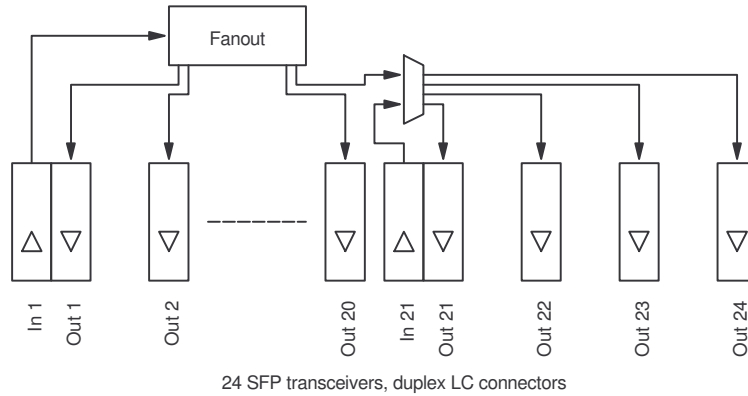 Fanout
In 1
Out 1
Out 2
Out 20
In 21
Out 21
Out 22
Out 23
Out 24
24 SFP transceivers, duplex LC connectors